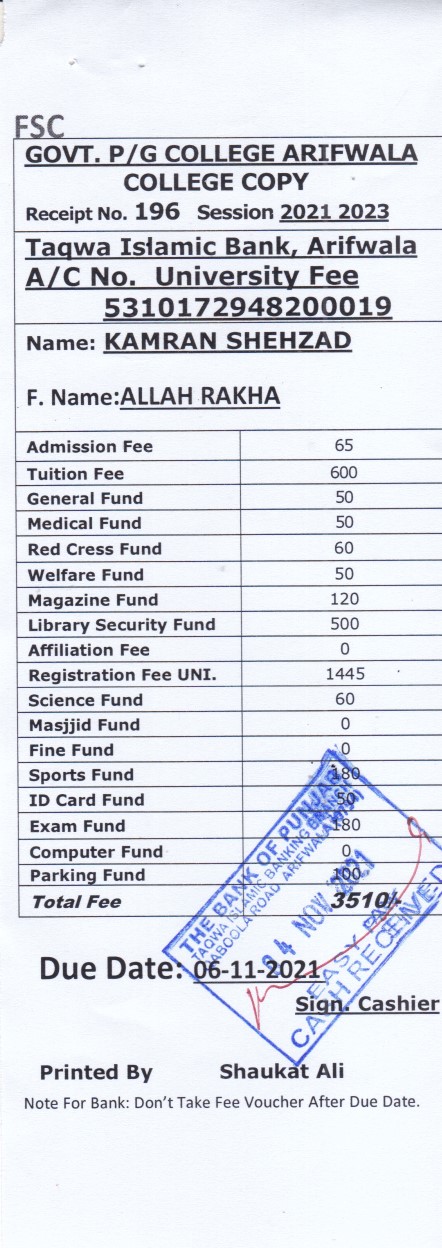 FSC
GOVT. P/G COLLEGE ARIFWALA
COLLEGE COPY
Receipt No. 196 Session 2021 2023
Taqwa Islamic Bank, Arifwala
A/C No. University Fee
5310172948200019
Name: KAMRAN SHEHZAD
F. Name:ALLAH RAKHA
Admission Fee 65
Tuition Fee 600
General Fund 50
Medical Fund 50
Red Cress Fund 60
Welfare Fund 50
Magazine Fund 120
Library Security Fund 500
Affiliation Fee 0
Registration Fee UNI. 1445
Science Fund 60
Masjjid Fund 0
Fine Fund 0
Sports Fund 180
ID Card Fund 50
Exam Fund 180
Computer Fund 0
Parking Fund 100
Total Fee 3510/-
THE BANK OF PUNJAB
TAQWA ISLAMIC BANKING BRANCH
QABOOLA ROAD ARIFWALA
04 NOV 2021
CASH RECEIVED
Due Date: 06-11-2021
Sign. Cashier
Printed By Shaukat Ali
Note For Bank: Don't Take Fee Voucher After Due Date.